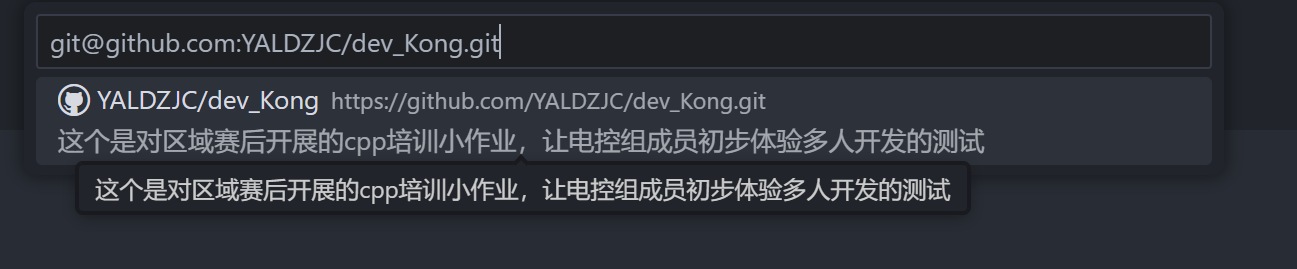 git@github.com:YALDZJC/dev_Kong.git
YALDZJC/dev_Kong https://github.com/YALDZJC/dev_Kong.git
这个是对区域赛后开展的cpp培训小作业，让电控组成员初步体验多人开发的测试
这个是对区域赛后开展的cpp培训小作业，让电控组成员初步体验多人开发的测试